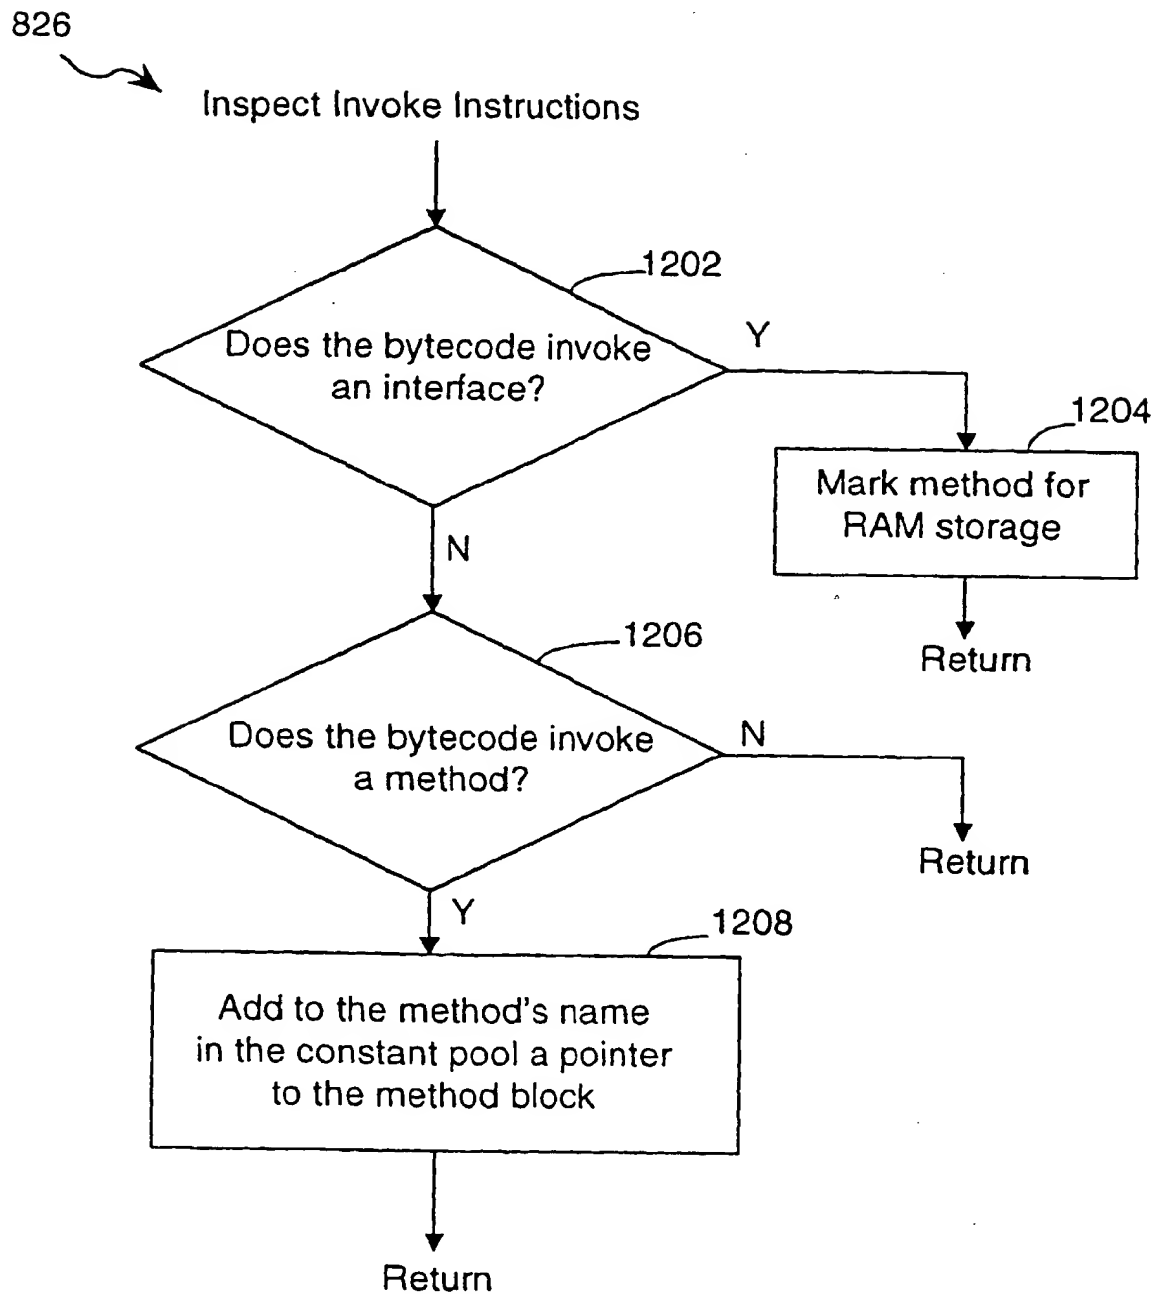 826
Inspect Invoke Instructions
1202
Does the bytecode invoke
an interface?
Y
1204
Mark method for
RAM storage
N
Return
1206
Does the bytecode invoke
a method?
N
Return
Y
1208
Add to the method's name
in the constant pool a pointer
to the method block
Return